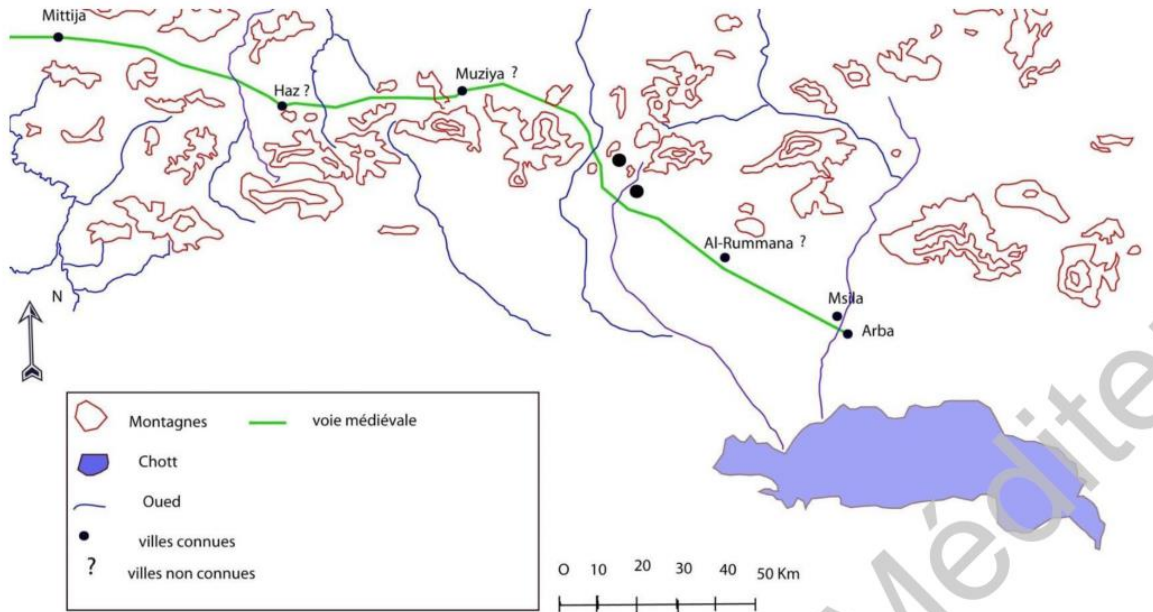 Mittija
Haz ?
Muziya ?
Al-Rummana ?
Msila
Arba
N
Montagnes
voie médiévale
Chott
Oued
villes connues
? villes non connues
O 10 20 30 40 50 Km
Médite